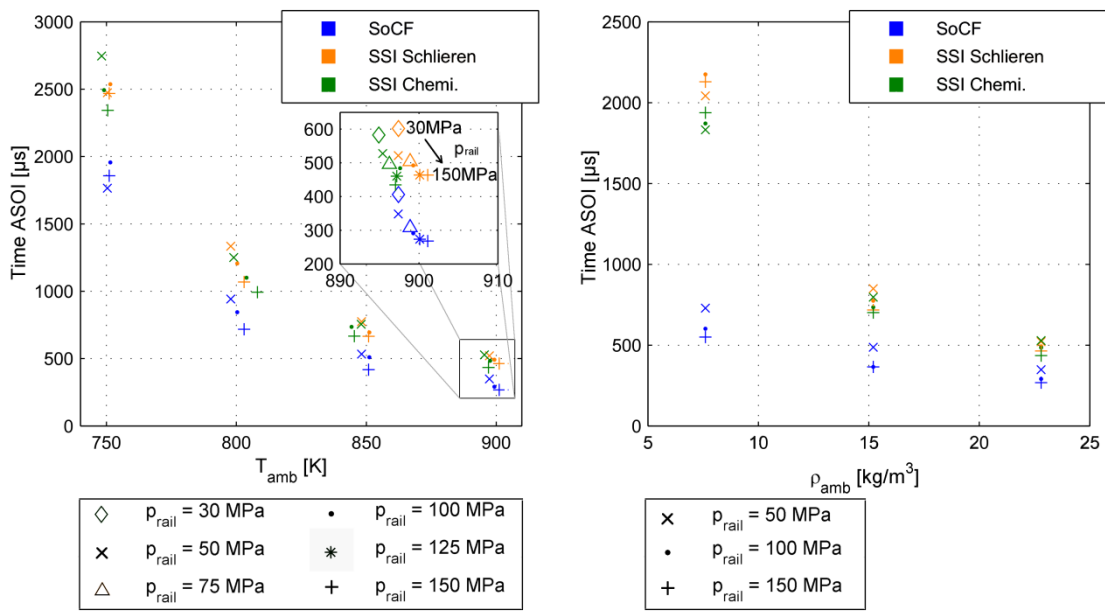 SoCF
SSI Schlieren
SSI Chemi.
3000
2500
2000
1500
1000
500
0
Time ASOI [µs]
750
800
850
900
T_amb [K]
600
500
400
300
200
890
900
910
30MPa
p_rail
150MPa
p_rail = 30 MPa
p_rail = 50 MPa
p_rail = 75 MPa
p_rail = 100 MPa
p_rail = 125 MPa
p_rail = 150 MPa
SoCF
SSI Schlieren
SSI Chemi.
2500
2000
1500
1000
500
0
Time ASOI [µs]
5
10
15
20
25
ρ_amb [kg/m³]
p_rail = 50 MPa
p_rail = 100 MPa
p_rail = 150 MPa